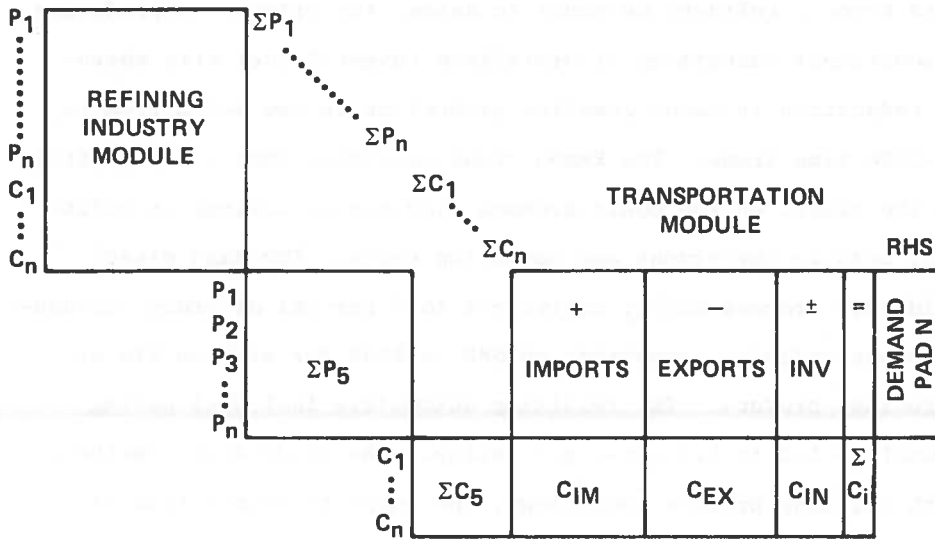 P1
Pn
C1
Cn
REFINING
INDUSTRY
MODULE
ΣP1
ΣPn
ΣC1
ΣCn
TRANSPORTATION
MODULE
RHS
P1
P2
P3
Pn
ΣP5
+
IMPORTS
−
EXPORTS
±
INV
=
DEMAND
PAD N
C1
Cn
ΣC5
CIM
CEX
CIN
Σ
Ci